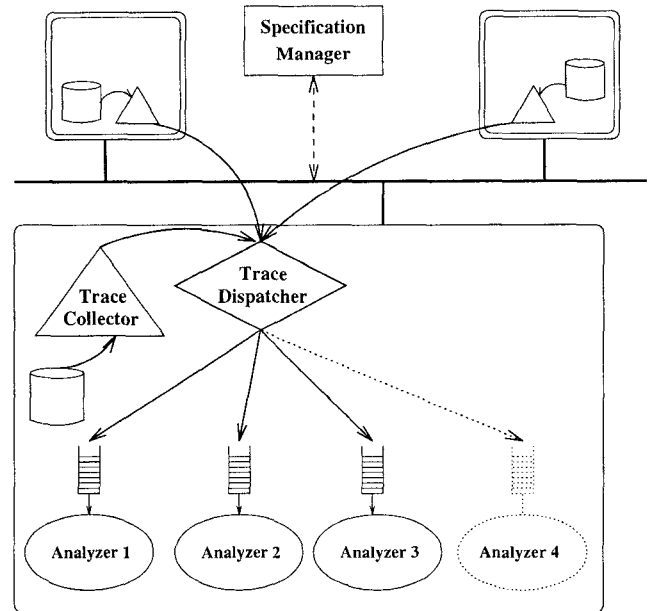 Specification
Manager
Trace
Dispatcher
Trace
Collector
Analyzer 1
Analyzer 2
Analyzer 3
Analyzer 4